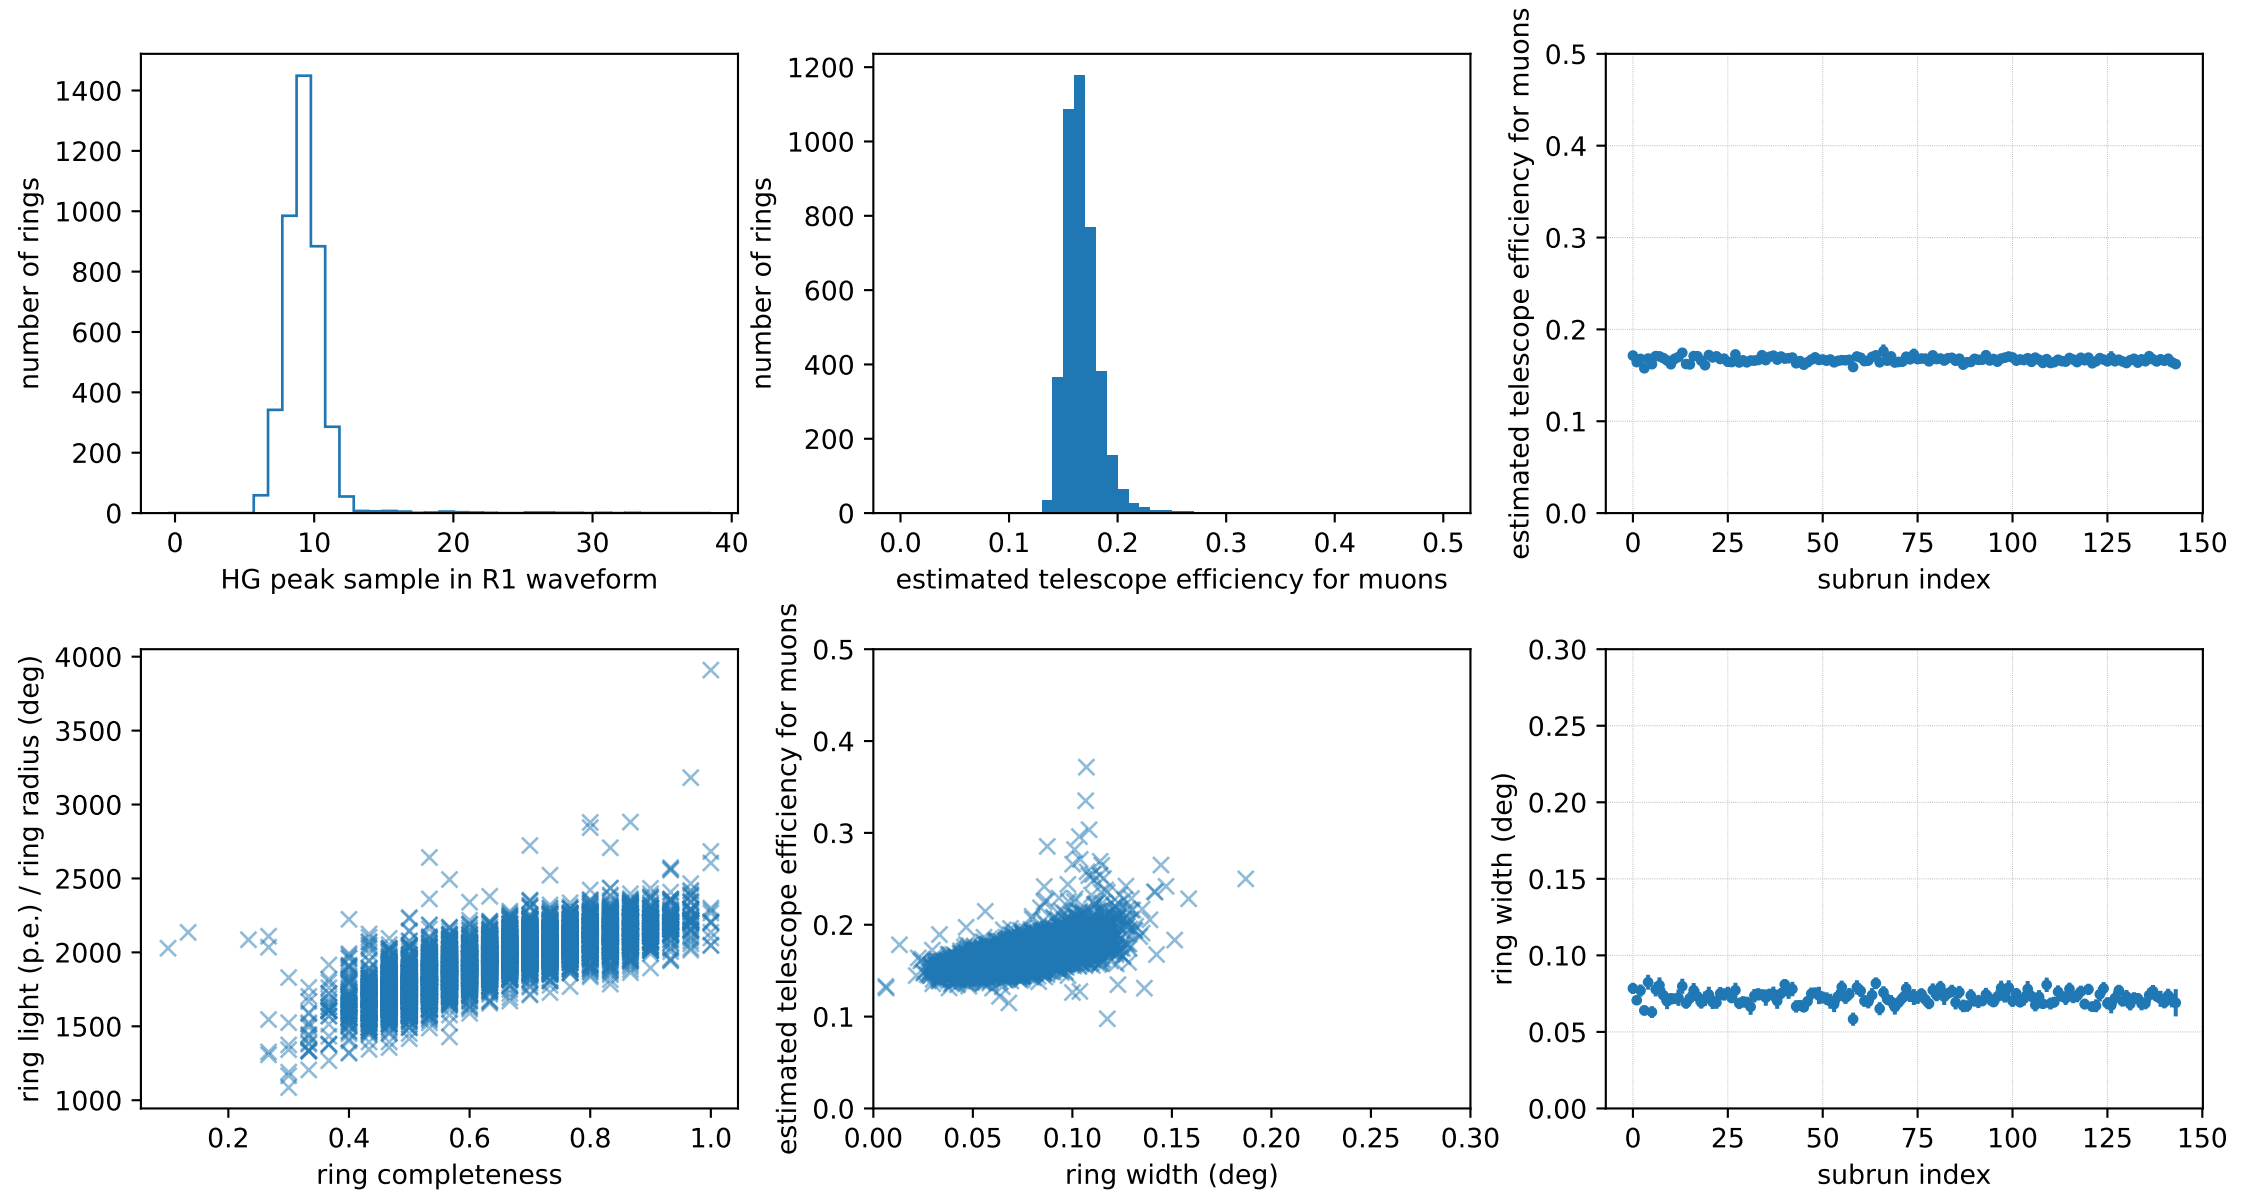 number of rings
1400
1200
1000
800
600
400
200
0
0 10 20 30 40
HG peak sample in R1 waveform
number of rings
1200
1000
800
600
400
200
0
0.0 0.1 0.2 0.3 0.4 0.5
estimated telescope efficiency for muons
estimated telescope efficiency for muons
0.5
0.4
0.3
0.2
0.1
0.0
0 25 50 75 100 125 150
subrun index
ring light (p.e.) / ring radius (deg)
4000
3500
3000
2500
2000
1500
1000
0.2 0.4 0.6 0.8 1.0
ring completeness
estimated telescope efficiency for muons
0.5
0.4
0.3
0.2
0.1
0.0
0.00 0.05 0.10 0.15 0.20 0.25 0.30
ring width (deg)
ring width (deg)
0.30
0.25
0.20
0.15
0.10
0.05
0.00
0 25 50 75 100 125 150
subrun index